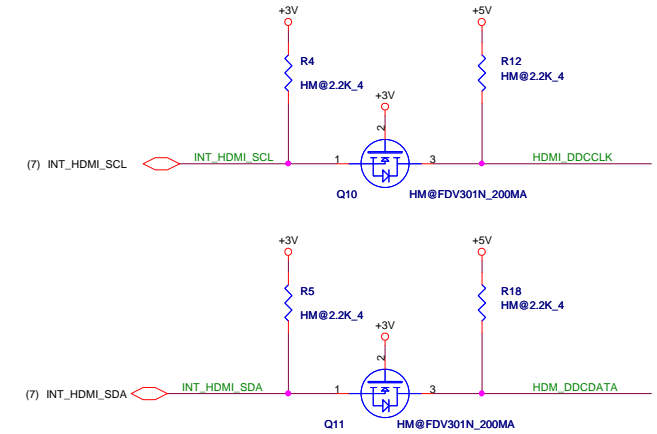 +3V
+5V
R4
HM@2.2K_4
R12
HM@2.2K_4
+3V
2
(7) INT_HDMI_SCL
INT_HDMI_SCL
1
3
HDMI_DDCCLK
Q10
HM@FDV301N_200MA
+3V
+5V
R5
HM@2.2K_4
R18
HM@2.2K_4
+3V
2
(7) INT_HDMI_SDA
INT_HDMI_SDA
1
3
HDM_DDCDATA
Q11
HM@FDV301N_200MA